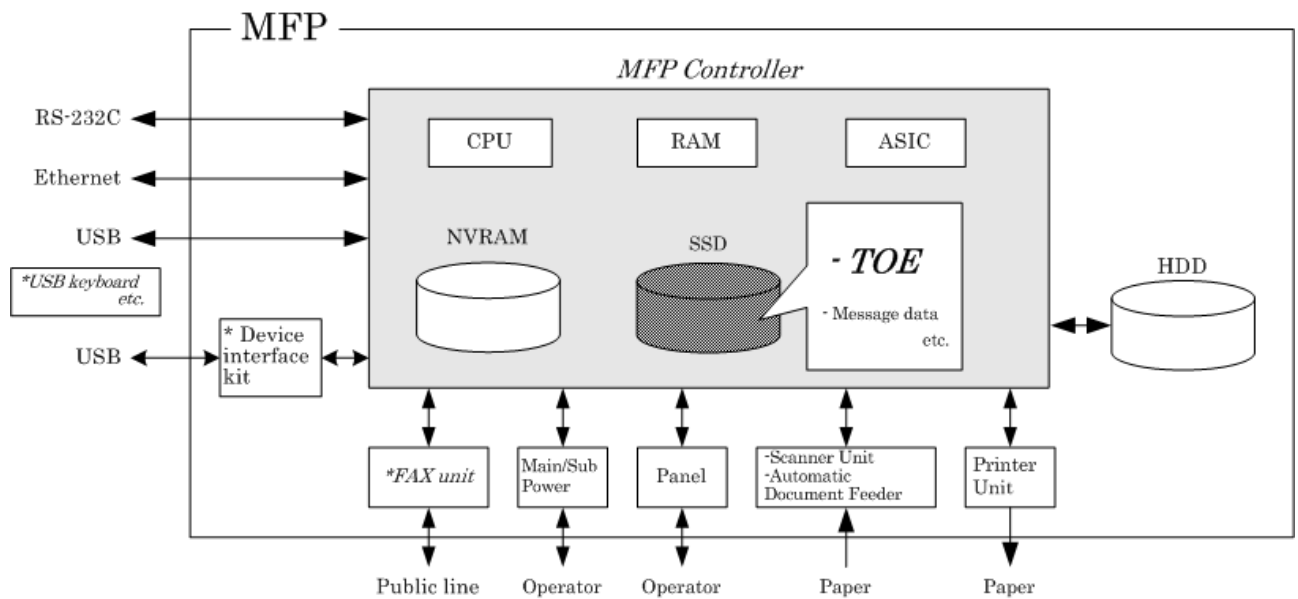 MFP
MFP Controller
RS-232C
CPU
RAM
ASIC
Ethernet
USB
NVRAM
SSD
- TOE
- Message data
etc.
HDD
*USB keyboard
etc.
USB
* Device
interface
kit
*FAX unit
Main/Sub
Power
Panel
-Scanner Unit
-Automatic
Document Feeder
Printer
Unit
Public line
Operator
Operator
Paper
Paper